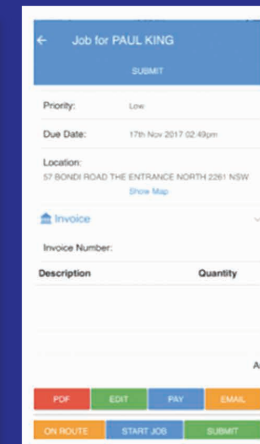 Job for PAUL KING
SUBMIT
Priority: Low
Due Date: 17th Nov 2017 02:49pm
Location:
57 BONDI ROAD THE ENTRANCE NORTH 2261 NSW
Show Map
Invoice
Invoice Number:
Description Quantity
PDF EDIT PAY EMAIL
ON ROUTE START JOB SUBMIT